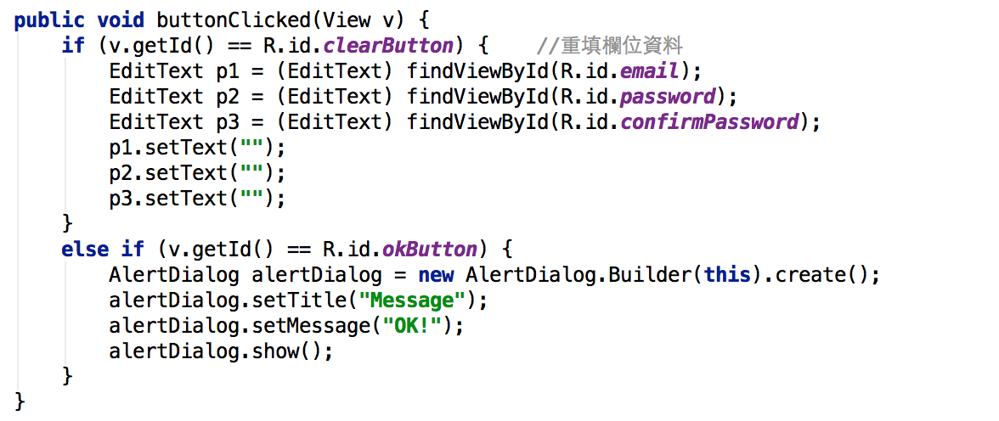 public void buttonClicked(View v) {
    if (v.getId() == R.id.clearButton) {    //重填欄位資料
        EditText p1 = (EditText) findViewById(R.id.email);
        EditText p2 = (EditText) findViewById(R.id.password);
        EditText p3 = (EditText) findViewById(R.id.confirmPassword);
        p1.setText("");
        p2.setText("");
        p3.setText("");
    }
    else if (v.getId() == R.id.okButton) {
        AlertDialog alertDialog = new AlertDialog.Builder(this).create();
        alertDialog.setTitle("Message");
        alertDialog.setMessage("OK!");
        alertDialog.show();
    }
}